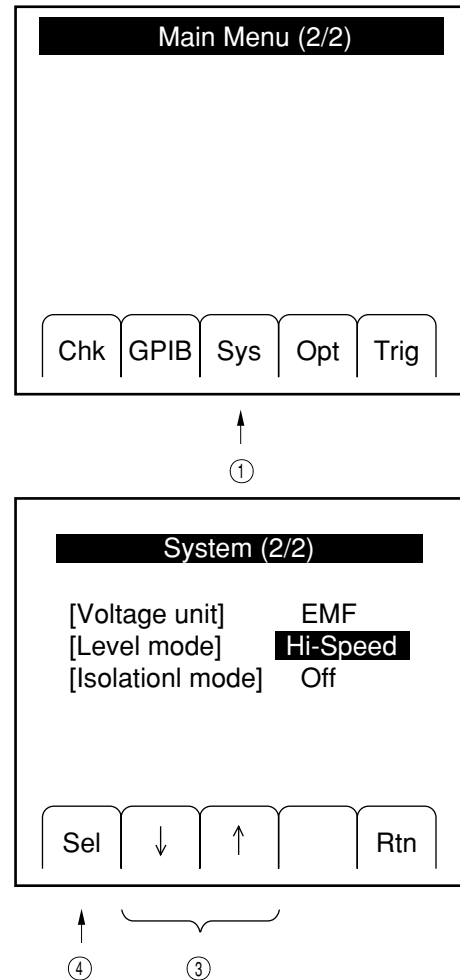 Main Menu (2/2)
Chk GPIB Sys Opt Trig
①
System (2/2)
[Voltage unit] EMF
[Level mode] Hi-Speed
[Isolationl mode] Off
Sel ↓ ↑ Rtn
④ ③